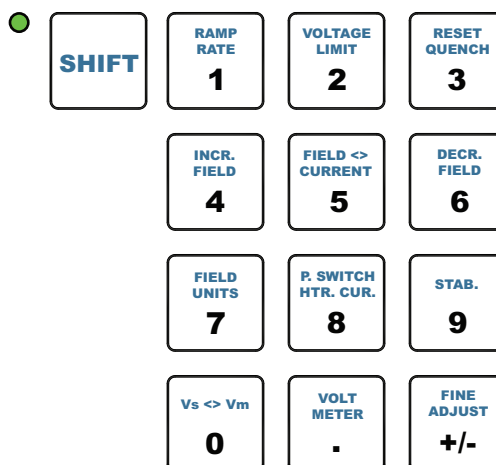 SHIFT
RAMP
RATE
1
VOLTAGE
LIMIT
2
RESET
QUENCH
3
INCR.
FIELD
4
FIELD <>
CURRENT
5
DECR.
FIELD
6
FIELD
UNITS
7
P. SWITCH
HTR. CUR.
8
STAB.
9
Vs <> Vm
0
VOLT
METER
.
FINE
ADJUST
+/-